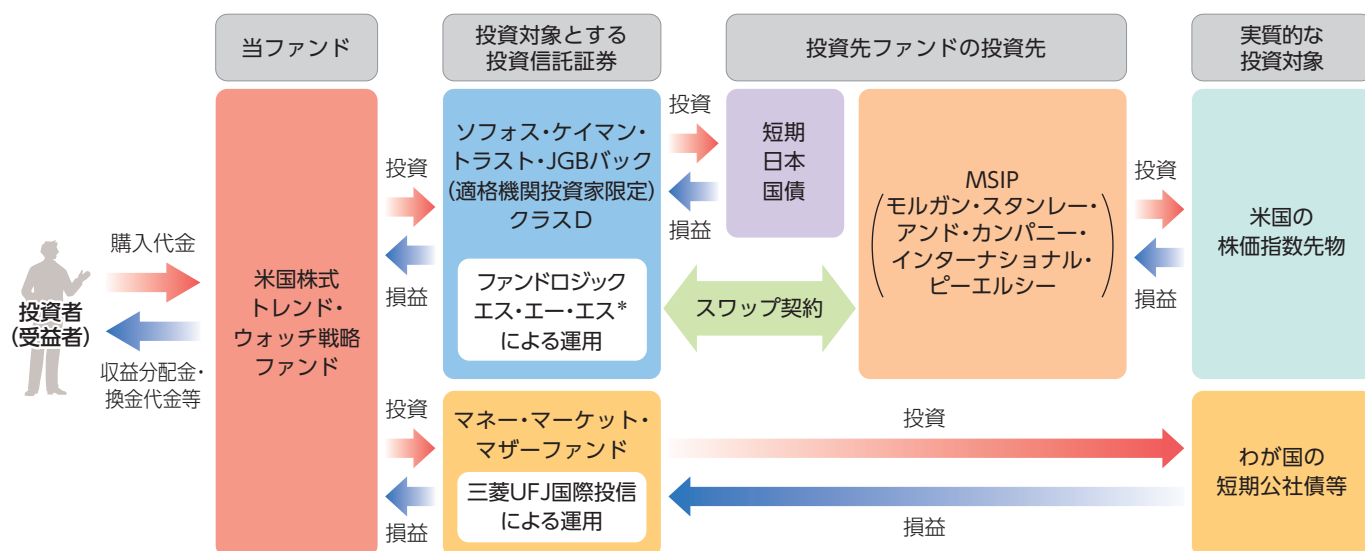 当ファンド
投資対象とする
投資信託証券
投資先ファンドの投資先
実質的な
投資対象
投資者
(受益者)
購入代金
損益
収益分配金・
換金代金等
米国株式
トレンド・
ウォッチ戦略
ファンド
投資
損益
ソフォス・ケイマン・
トラスト・JGBバック
(適格機関投資家限定)
クラスD
ファンドロジック
エス・エー・エス*
による運用
投資
損益
短期
日本
国債
スワップ契約
MSIP
モルガン・スタンレー・
アンド・カンパニー・
インターナショナル・
ピーエルシー
投資
損益
米国の
株価指数先物
投資
損益
マネー・マーケット・
マザーファンド
三菱UFJ国際投信
による運用
投資
損益
わが国の
短期公社債等